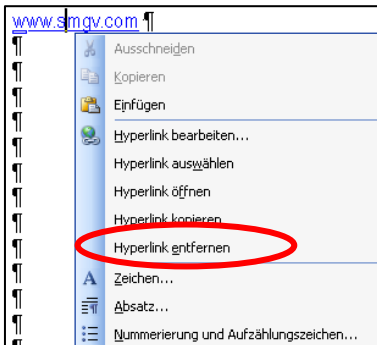 www.smgv.com ¶
¶
¶
¶
¶
¶
¶
¶
¶
¶
¶
¶
¶
¶
Ausschneiden
Kopieren
Einfügen
Hyperlink bearbeiten...
Hyperlink auswählen
Hyperlink öffnen
Hyperlink kopieren
Hyperlink entfernen
A Zeichen...
Absatz...
Nummerierung und Aufzählungszeichen...